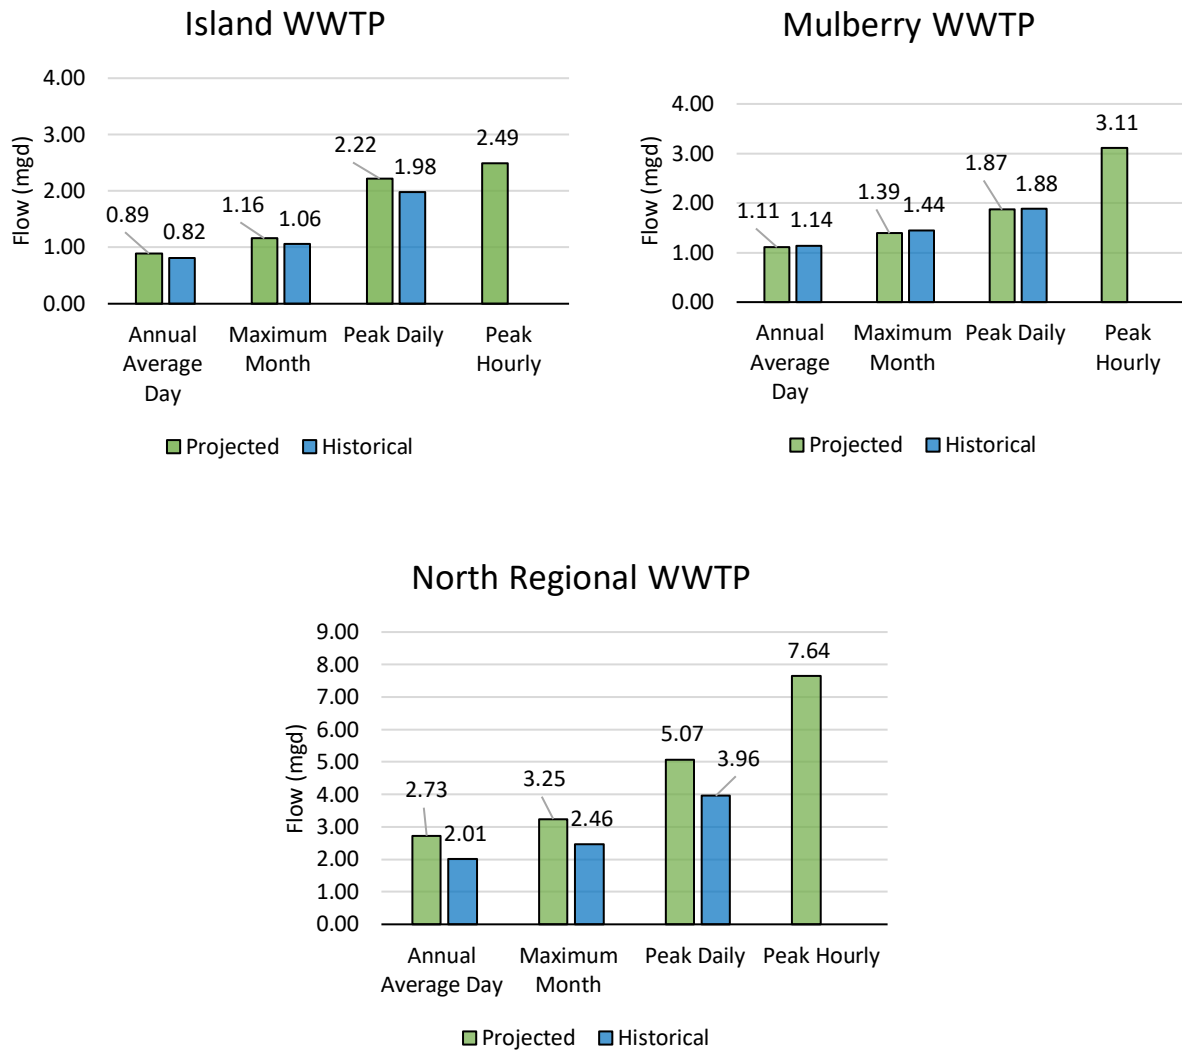 Island WWTP
4.00
3.00
2.00
1.00
0.00
Flow (mgd)
0.89
0.82
1.16
1.06
2.22
1.98
2.49
Annual
Average
Day
Maximum
Month
Peak Daily
Peak
Hourly
Projected
Historical
Mulberry WWTP
4.00
3.00
2.00
1.00
0.00
Flow (mgd)
1.11
1.14
1.39
1.44
1.87
1.88
3.11
Annual
Average
Day
Maximum
Month
Peak Daily
Peak
Hourly
Projected
Historical
North Regional WWTP
9.00
8.00
7.00
6.00
5.00
4.00
3.00
2.00
1.00
0.00
Flow (mgd)
2.73
2.01
3.25
2.46
5.07
3.96
7.64
Annual
Average Day
Maximum
Month
Peak Daily
Peak Hourly
Projected
Historical